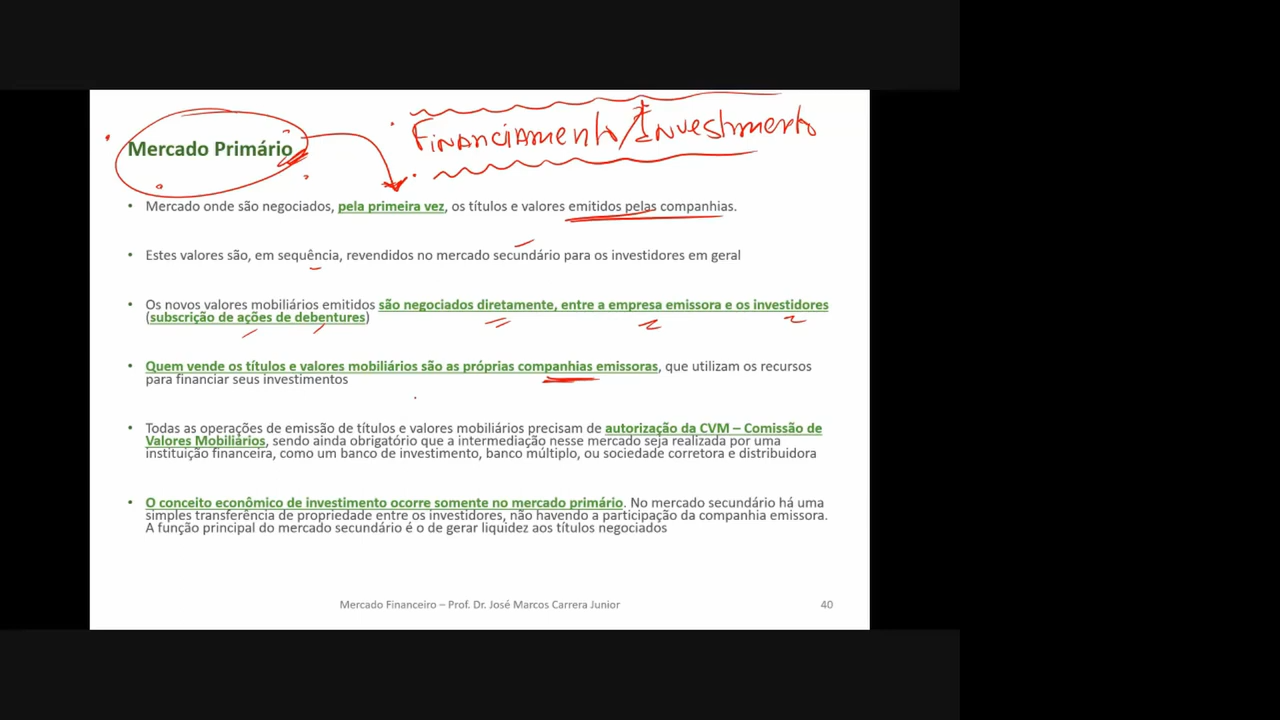 Financiamento/Investimento
Mercado Primário
• Mercado onde são negociados, pela primeira vez, os títulos e valores emitidos pelas companhias.
• Estes valores são, em sequência, revendidos no mercado secundário para os investidores em geral
• Os novos valores mobiliários emitidos são negociados diretamente, entre a empresa emissora e os investidores
(subscrição de ações de debentures)
• Quem vende os títulos e valores mobiliários são as próprias companhias emissoras, que utilizam os recursos
para financiar seus investimentos
• Todas as operações de emissão de títulos e valores mobiliários precisam de autorização da CVM – Comissão de
Valores Mobiliários, sendo ainda obrigatório que a intermediação nesse mercado seja realizada por uma
instituição financeira, como um banco de investimento, banco múltiplo, ou sociedade corretora e distribuidora
• O conceito econômico de investimento ocorre somente no mercado primário. No mercado secundário há uma
simples transferência de propriedade entre os investidores, não havendo a participação da companhia emissora.
A função principal do mercado secundário é o de gerar liquidez aos títulos negociados
Mercado Financeiro – Prof. Dr. José Marcos Carrera Junior
40